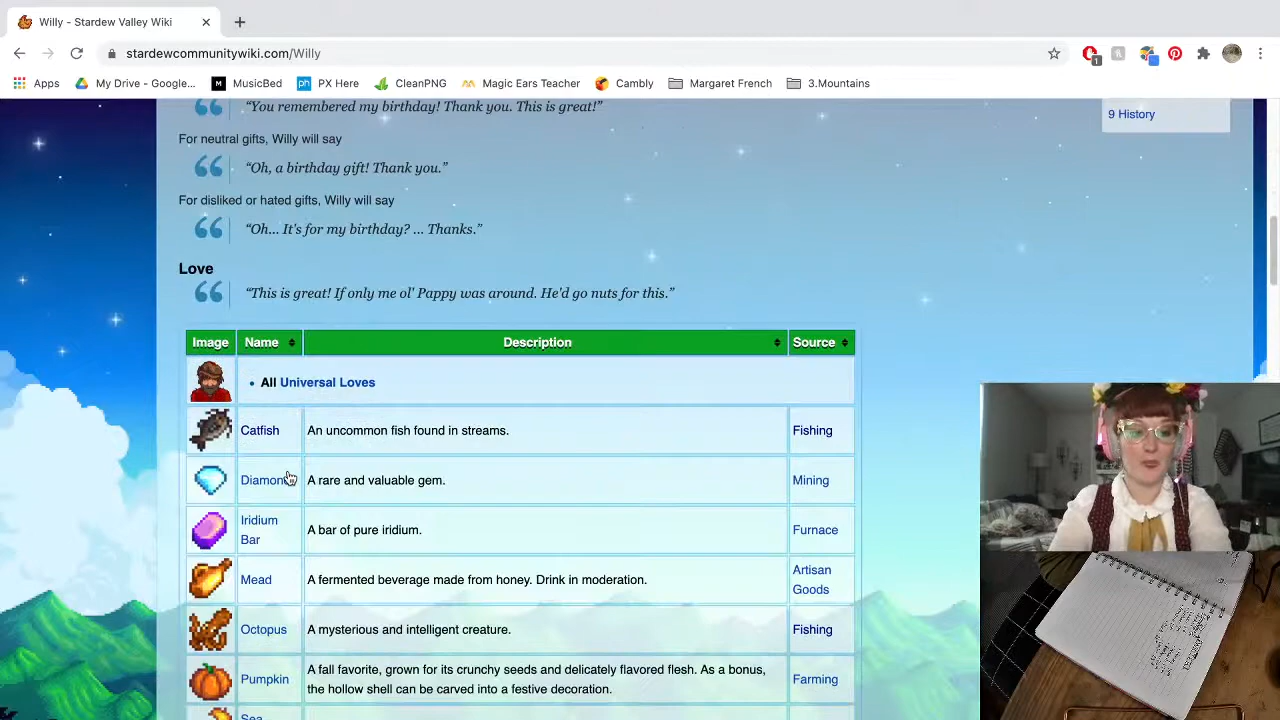 Willy - Stardew Valley Wiki
stardewcommunitywiki.com/Willy
1
Apps
My Drive - Google...
M MusicBed
ph PX Here
CleanPNG
Magic Ears Teacher
Cambly
Margaret French
3.Mountains
“You remembered my birthday! Thank you. This is great!”
9 History
For neutral gifts, Willy will say
“Oh, a birthday gift! Thank you.”
For disliked or hated gifts, Willy will say
“Oh... It's for my birthday? ... Thanks.”
Love
“This is great! If only me ol' Pappy was around. He'd go nuts for this.”
Image Name Description Source
• All Universal Loves
Catfish An uncommon fish found in streams. Fishing
Diamond A rare and valuable gem. Mining
Iridium Bar A bar of pure iridium. Furnace
Mead A fermented beverage made from honey. Drink in moderation. Artisan Goods
Octopus A mysterious and intelligent creature. Fishing
Pumpkin A fall favorite, grown for its crunchy seeds and delicately flavored flesh. As a bonus,
the hollow shell can be carved into a festive decoration. Farming
Sea